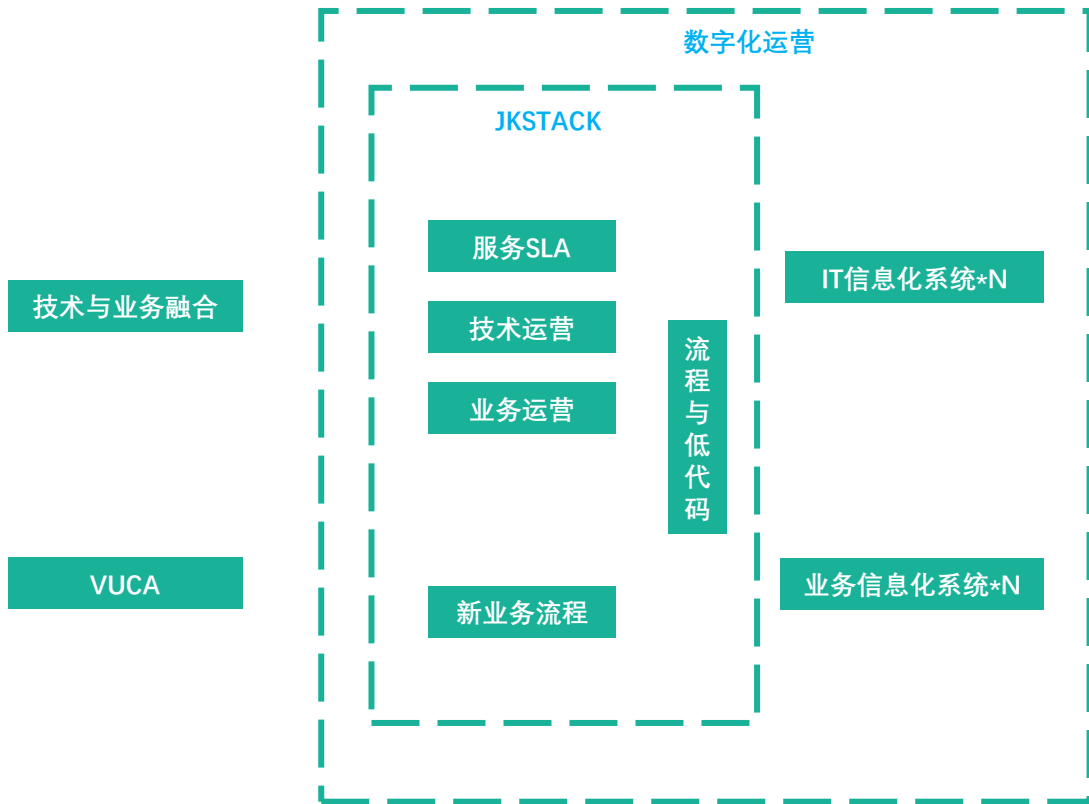 数字化运营
JKSTACK
服务SLA
技术运营
业务运营
新业务流程
流程与低代码
技术与业务融合
VUCA
IT信息化系统*N
业务信息化系统*N